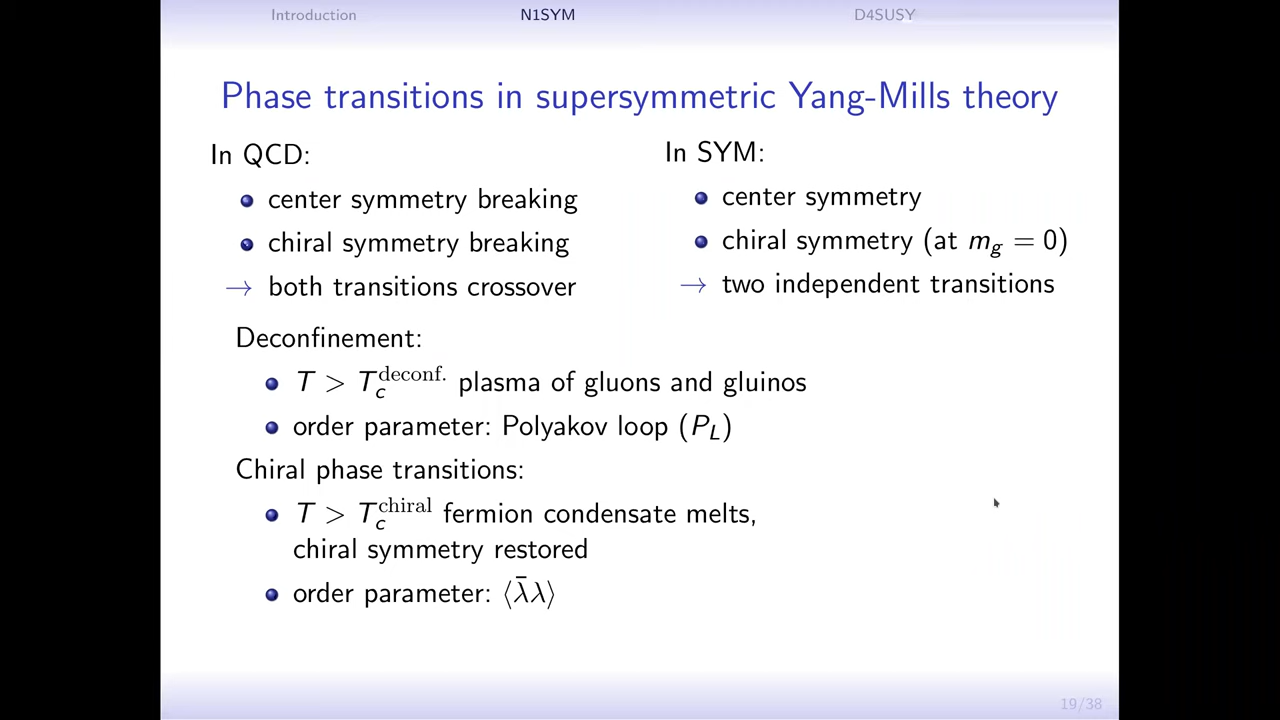 Introduction N1SYM D4SUSY
Phase transitions in supersymmetric Yang-Mills theory
In QCD:
center symmetry breaking
chiral symmetry breaking
→ both transitions crossover
In SYM:
center symmetry
chiral symmetry (at m_g = 0)
→ two independent transitions
Deconfinement:
T > T_c^deconf. plasma of gluons and gluinos
order parameter: Polyakov loop (P_L)
Chiral phase transitions:
T > T_c^chiral fermion condensate melts,
chiral symmetry restored
order parameter: ⟨λ̄λ⟩
19/38